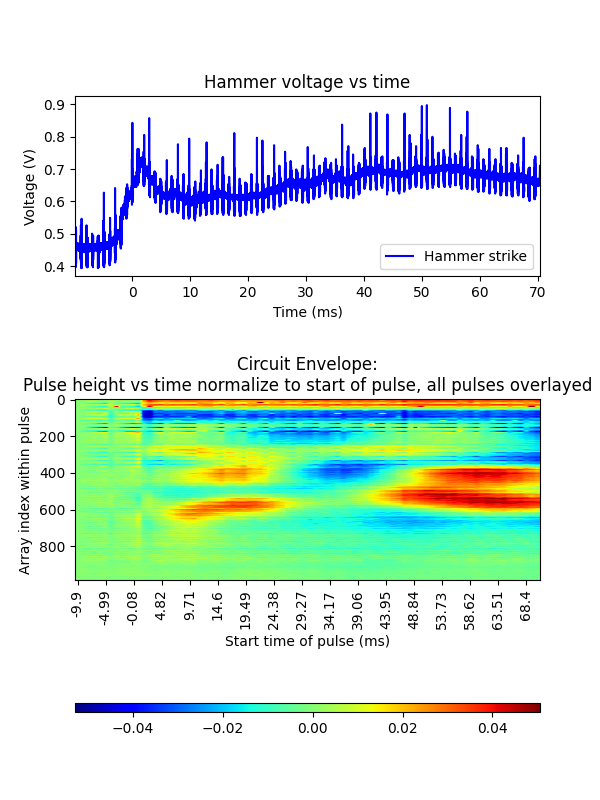 Hammer voltage vs time
0.9
0.8
0.7
0.6
0.5
0.4
Voltage (V)
Hammer strike
0 10 20 30 40 50 60 70
Time (ms)
Circuit Envelope:
Pulse height vs time normalize to start of pulse, all pulses overlayed
0
200
400
600
800
Array index within pulse
-9.9 -4.99 -0.08 4.82 9.71 14.6 19.49 24.38 29.27 34.17 39.06 43.95 48.84 53.73 58.62 63.51 68.4
Start time of pulse (ms)
−0.04 −0.02 0.00 0.02 0.04